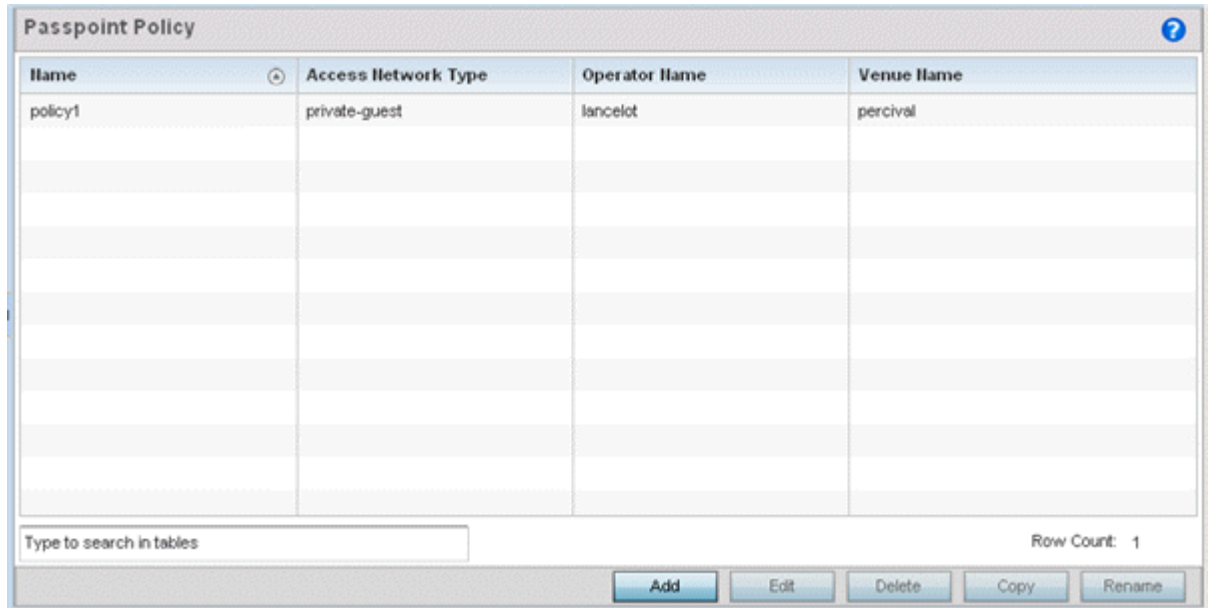 Passpoint Policy
Name Access Network Type Operator Name Venue Name
policy1 private-guest lancelot percival
Type to search in tables Row Count: 1
Add Edit Delete Copy Rename